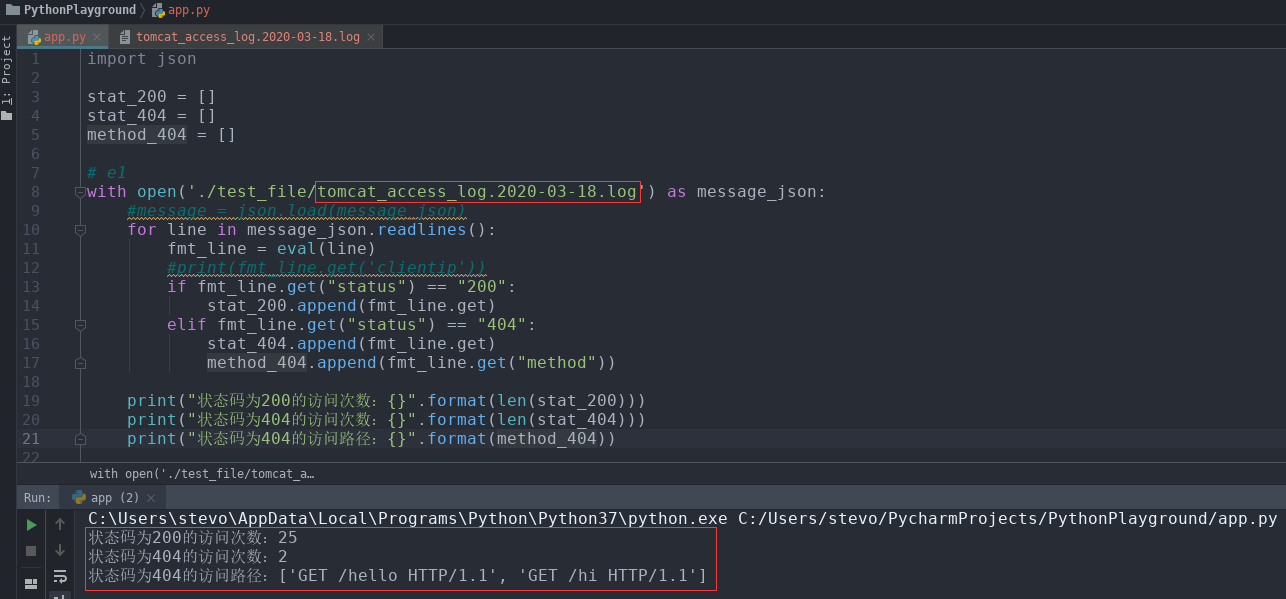 PythonPlayground app.py
app.py tomcat_access_log.2020-03-18.log
1: Project
1 import json
2
3 stat_200 = []
4 stat_404 = []
5 method_404 = []
6
7 # e1
8 with open('./test_file/tomcat_access_log.2020-03-18.log') as message_json:
9 #message = json.load(message_json)
10 for line in message_json.readlines():
11 fmt_line = eval(line)
12 #print(fmt_line.get('clientip'))
13 if fmt_line.get("status") == "200":
14 stat_200.append(fmt_line.get)
15 elif fmt_line.get("status") == "404":
16 stat_404.append(fmt_line.get)
17 method_404.append(fmt_line.get("method"))
18
19 print("状态码为200的访问次数: {}".format(len(stat_200)))
20 print("状态码为404的访问次数: {}".format(len(stat_404)))
21 print("状态码为404的访问路径: {}".format(method_404))
22
with open('./test_file/tomcat_a…
Run: app (2)
C:\Users\stevo\AppData\Local\Programs\Python\Python37\python.exe C:/Users/stevo/PycharmProjects/PythonPlayground/app.py
状态码为200的访问次数: 25
状态码为404的访问次数: 2
状态码为404的访问路径: ['GET /hello HTTP/1.1', 'GET /hi HTTP/1.1']